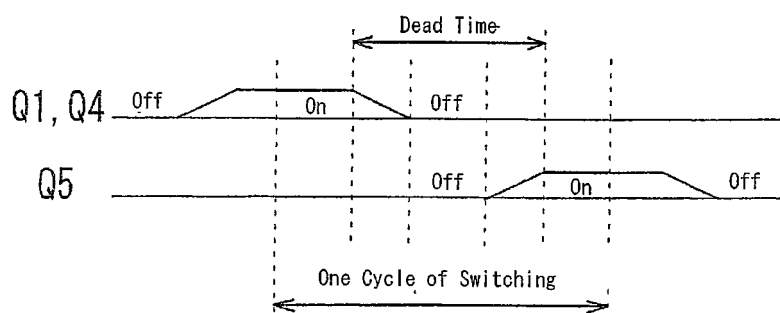 Dead Time
Off On Off
Q1, Q4
Off On Off
Q5
One Cycle of Switching